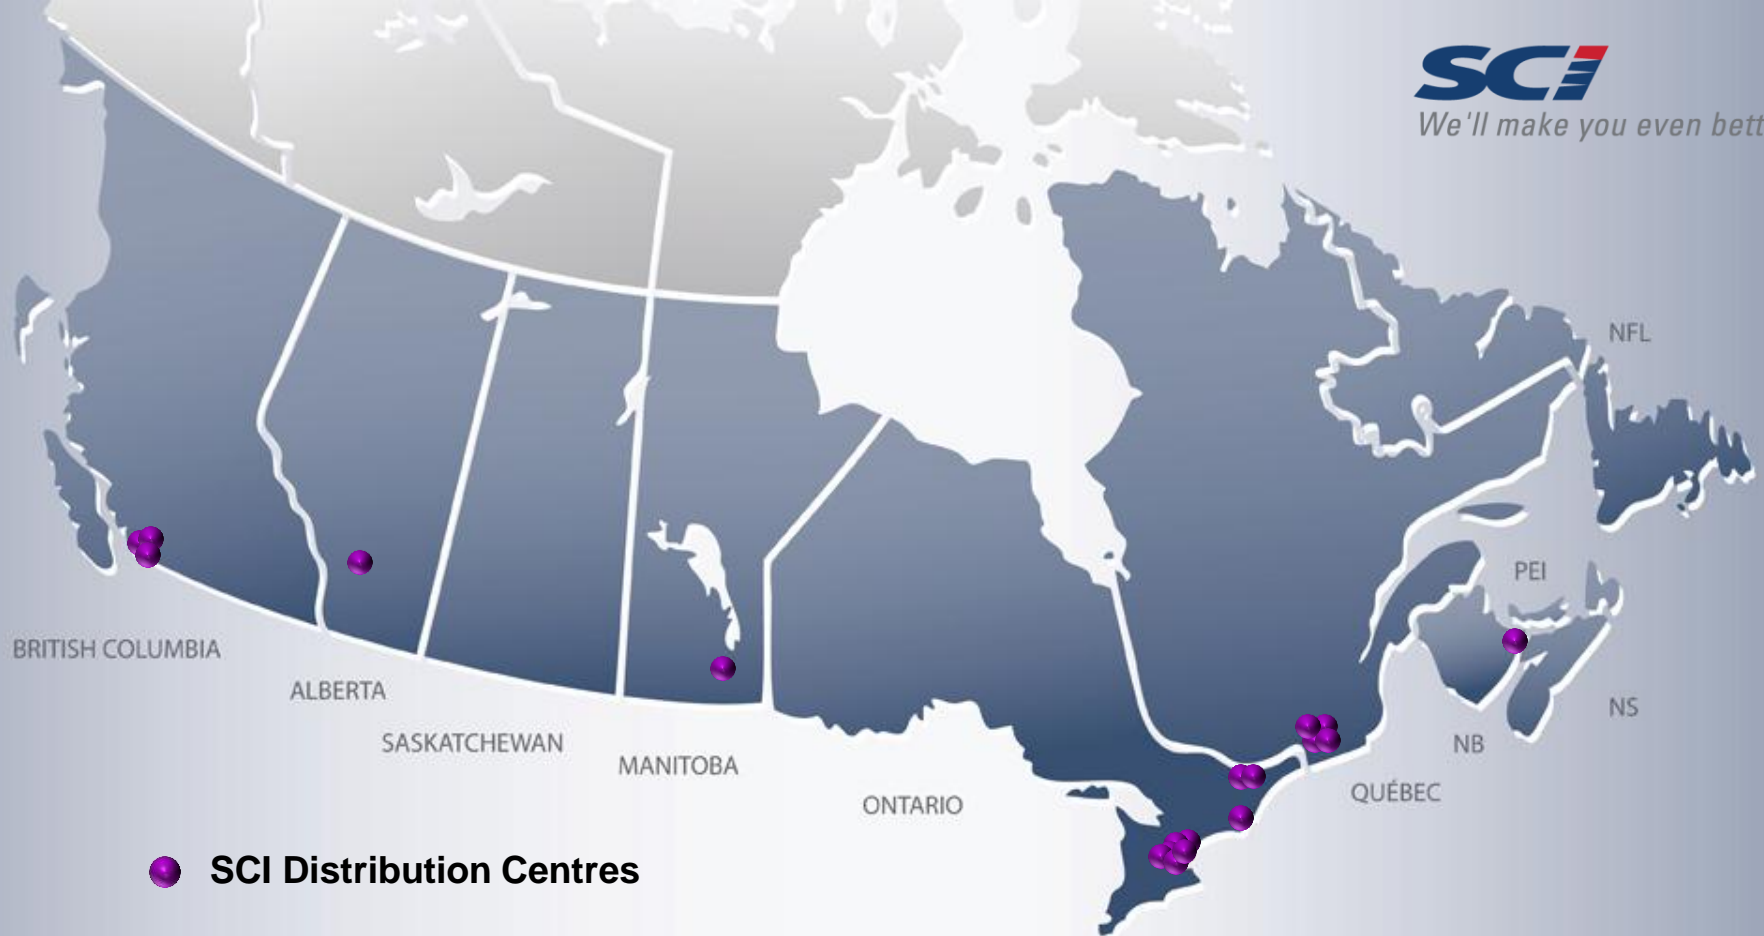 SCI
We'll make you even bett
NFL
PEI
BRITISH COLUMBIA
ALBERTA
NS
SASKATCHEWAN
NB
MANITOBA
QUÉBEC
ONTARIO
SCI Distribution Centres